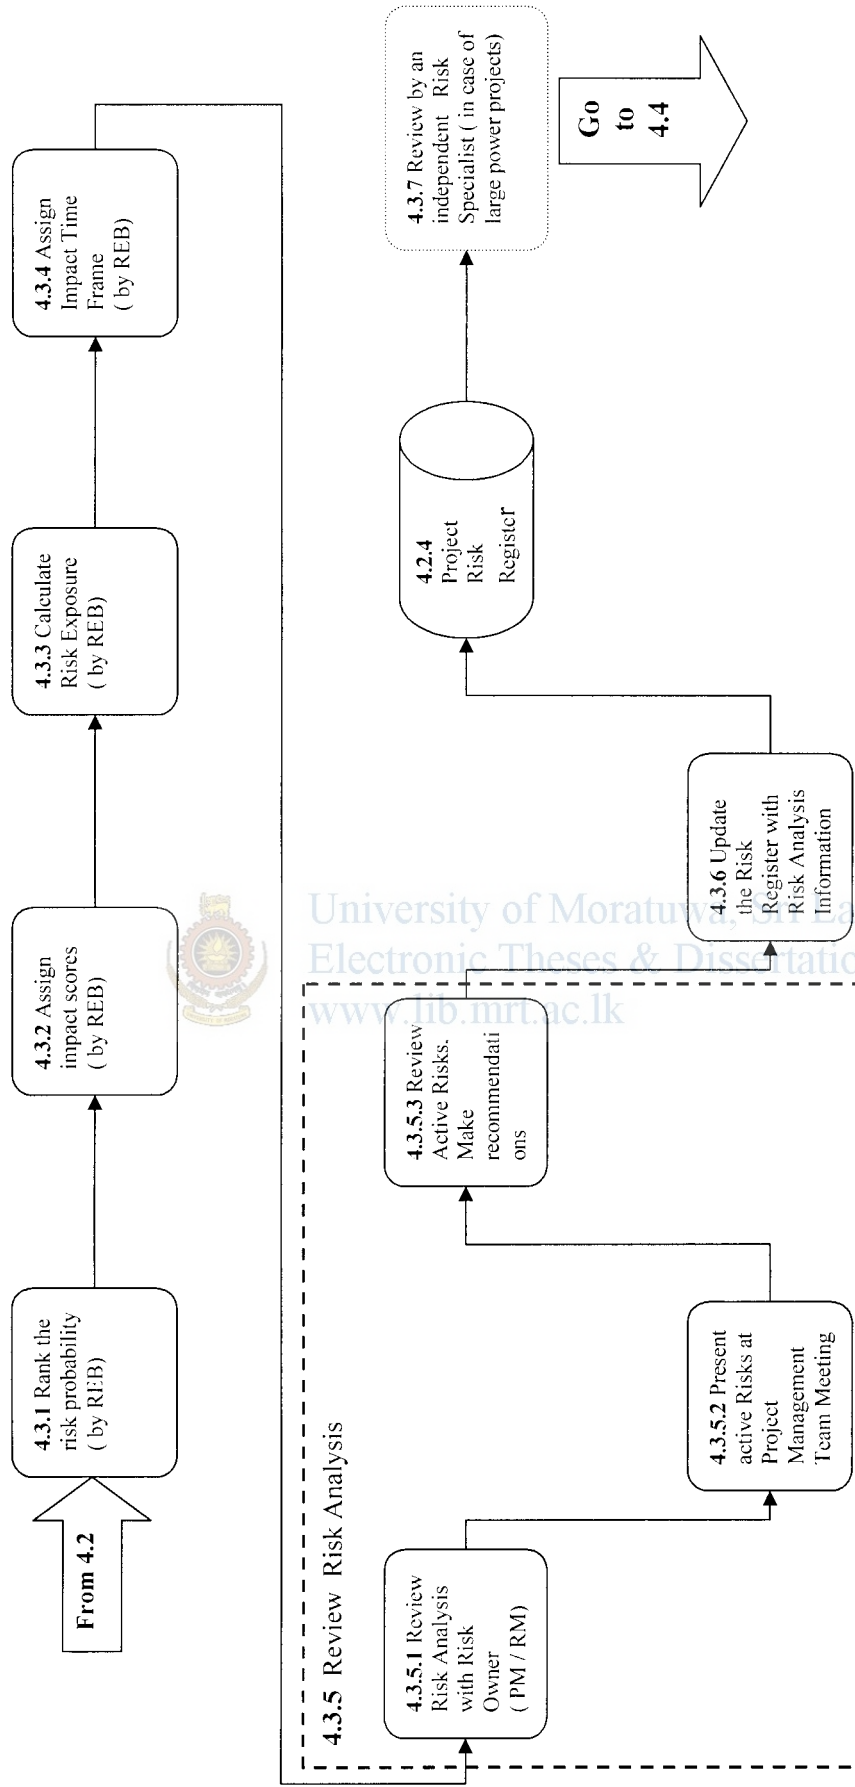 From 4.2
4.3.1 Rank the
risk probability
( by REB)
4.3.2 Assign
impact scores
( by REB)
4.3.3 Calculate
Risk Exposure
( by REB)
4.3.4 Assign
Impact Time
Frame
( by REB)
4.3.5 Review Risk Analysis
4.3.5.1 Review
Risk Analysis
with Risk
Owner
( PM / RM)
4.3.5.2 Present
active Risks at
Project
Management
Team Meeting
4.3.5.3 Review
Active Risks.
Make
recommendati
ons
4.3.6 Update
the Risk
Register with
Risk Analysis
Information
4.2.4
Project
Risk
Register
4.3.7 Review by an
independent Risk
Specialist ( in case of
large power projects)
Go
to
4.4
University of Moratuwa, Sri La
Electronic Theses & Dissertatio
www.lib.mrt.ac.lk